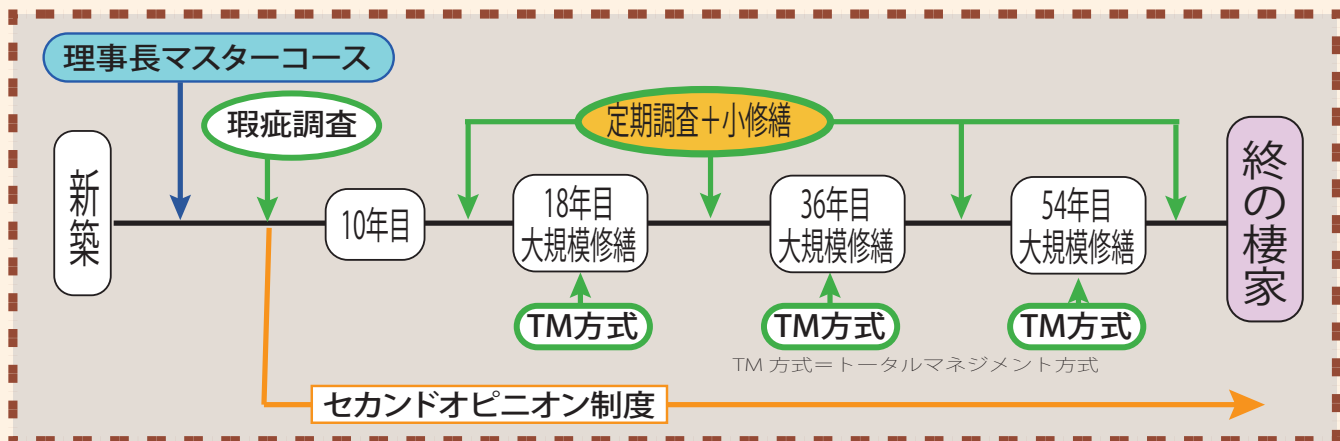 理事長マスターコース
瑕疵調査
定期調査＋小修繕
新築
10年目
18年目
大規模修繕
36年目
大規模修繕
54年目
大規模修繕
終の棲家
TM方式
TM方式
TM方式
TM 方式＝トータルマネジメント方式
セカンドオピニオン制度